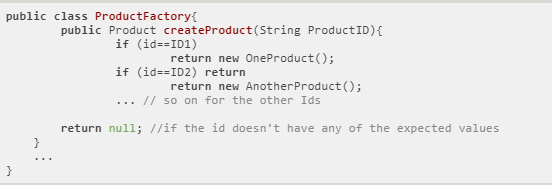 public class ProductFactory{
public Product createProduct(String ProductID){
if (id==ID1)
return new OneProduct();
if (id==ID2) return
return new AnotherProduct();
... // so on for the other Ids
return null; //if the id doesn't have any of the expected values
}
...
}